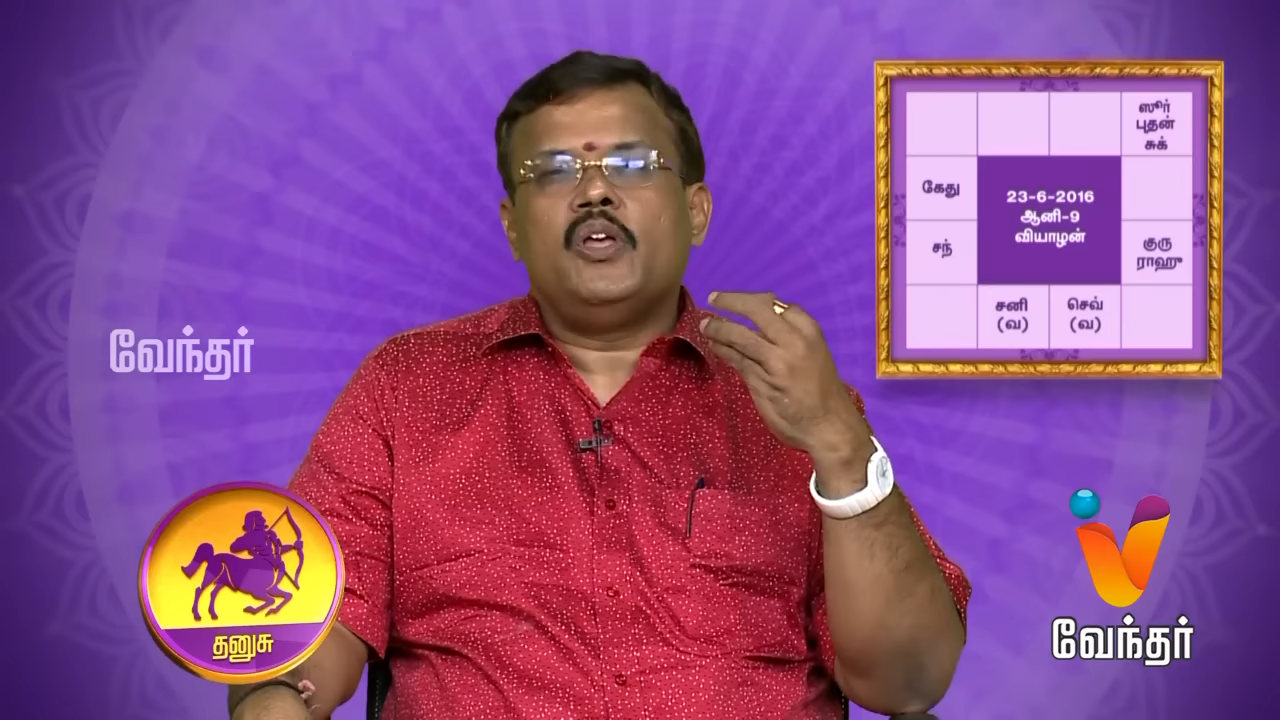 ஸூர்
புதன்
சுக்
கேது
23-6-2016
ஆனி-9
வியாழன்
சந்
குரு
ராஹு
சனி
(வ)
செவ்
(வ)
வேந்தர்
தனுசு
வேந்தர்